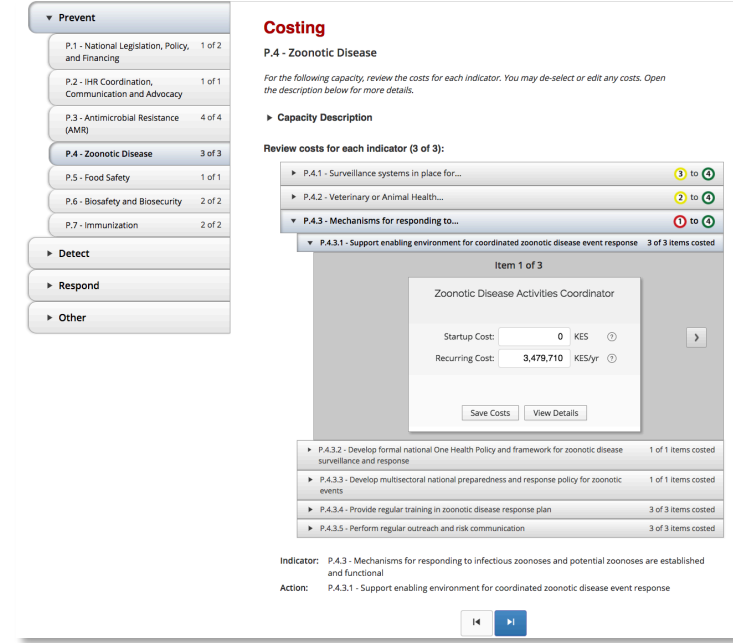 Prevent
P.1 - National Legislation, Policy, 1 of 2
and Financing
P.2 - IHR Coordination, 1 of 1
Communication and Advocacy
P.3 - Antimicrobial Resistance 4 of 4
(AMR)
P.4 - Zoonotic Disease 3 of 3
P.5 - Food Safety 1 of 1
P.6 - Biosafety and Biosecurity 2 of 2
P.7 - Immunization 2 of 2
Detect
Respond
Other
Costing
P.4 - Zoonotic Disease
For the following capacity, review the costs for each indicator. You may de-select or edit any costs. Open
the description below for more details.
Capacity Description
Review costs for each indicator (3 of 3):
P.4.1 - Surveillance systems in place for... 3 to 4
P.4.2 - Veterinary or Animal Health... 2 to 4
P.4.3 - Mechanisms for responding to... 1 to 4
P.4.3.1 - Support enabling environment for coordinated zoonotic disease event response 3 of 3 items costed
Item 1 of 3
Zoonotic Disease Activities Coordinator
Startup Cost: 0 KES ?
Recurring Cost: 3,479,710 KES/yr ?
Save Costs View Details
P.4.3.2 - Develop formal national One Health Policy and framework for zoonotic disease 1 of 1 items costed
surveillance and response
P.4.3.3 - Develop multisectoral national preparedness and response policy for zoonotic 1 of 1 items costed
events
P.4.3.4 - Provide regular training in zoonotic disease response plan 3 of 3 items costed
P.4.3.5 - Perform regular outreach and risk communication 3 of 3 items costed
Indicator: P.4.3 - Mechanisms for responding to infectious zoonoses and potential zoonoses are established
and functional
Action: P.4.3.1 - Support enabling environment for coordinated zoonotic disease event response